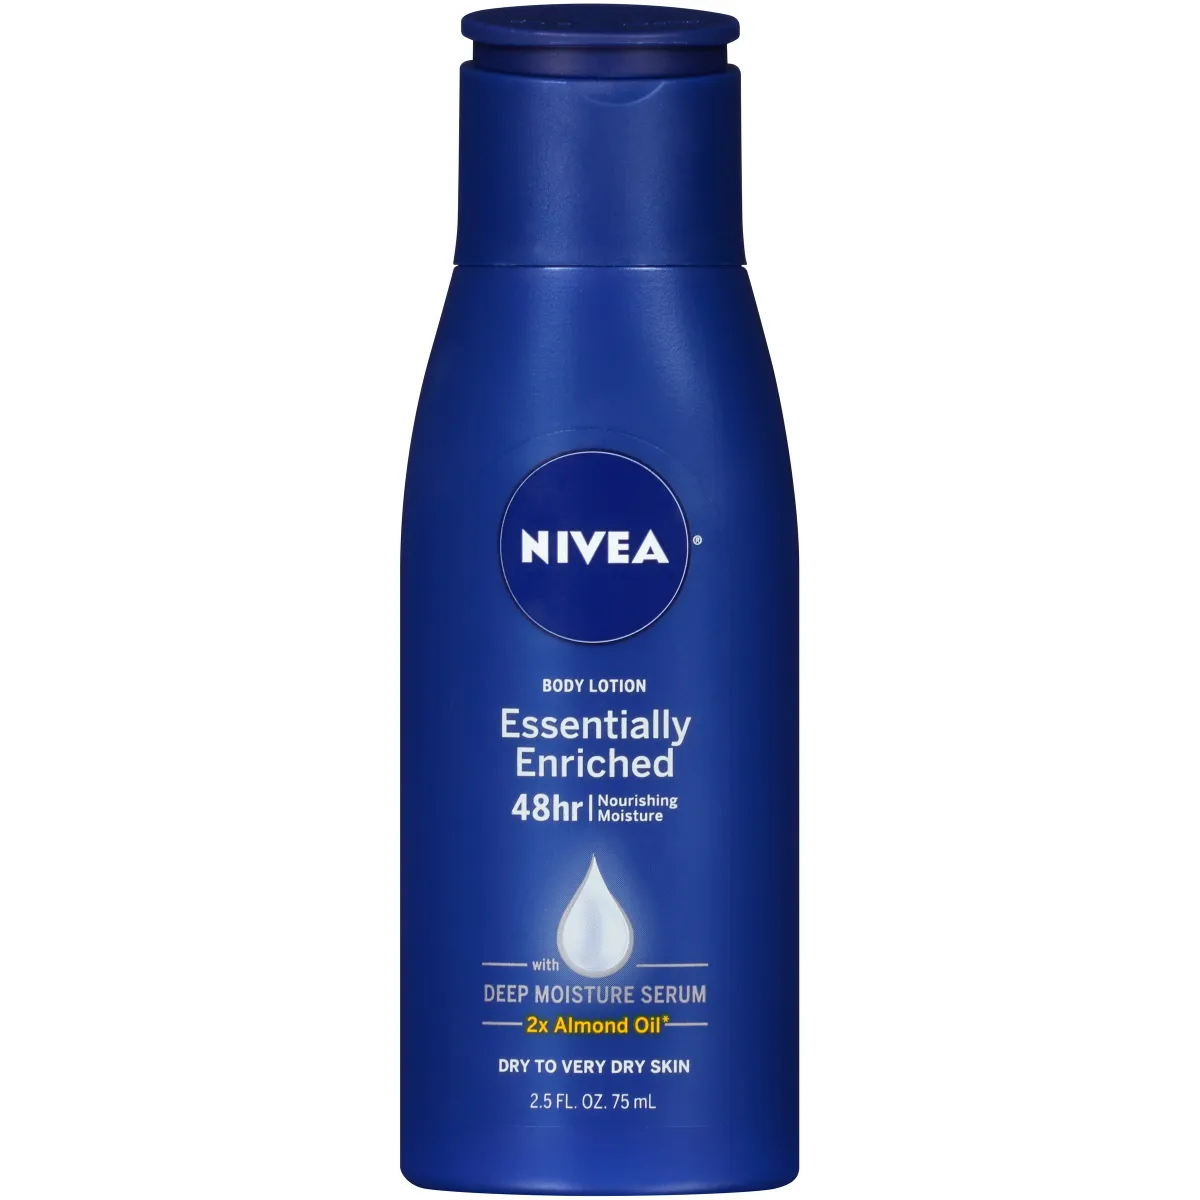 NIVEA®
BODY LOTION
Essentially
Enriched
48hr | Nourishing
Moisture
with
DEEP MOISTURE SERUM
2x Almond Oil*
DRY TO VERY DRY SKIN
2.5 FL. OZ. 75 mL